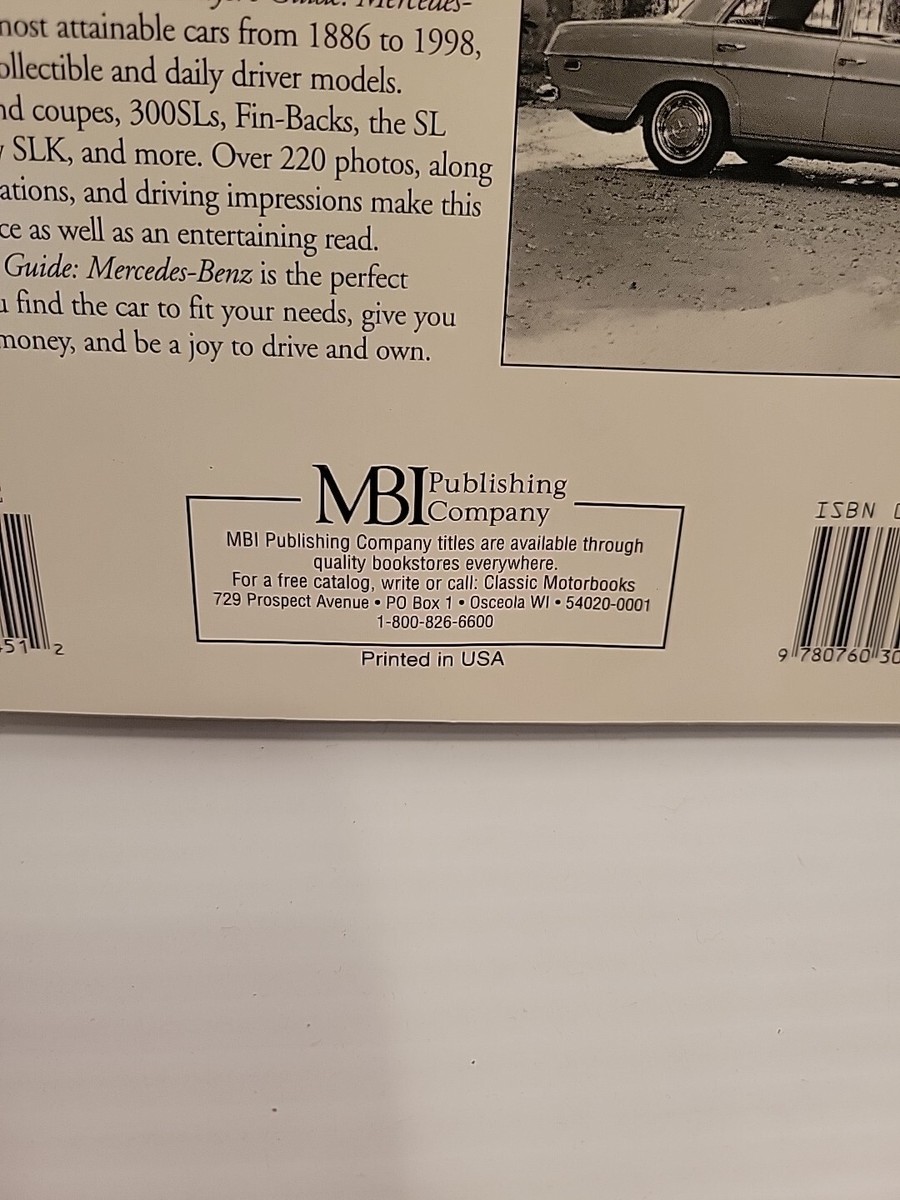 Guide: Mercedes-
most attainable cars from 1886 to 1998,
collectible and daily driver models.
coupes, 300SLs, Fin-Backs, the SL
SLK, and more. Over 220 photos, along
and driving impressions make this
as well as an entertaining read.
Guide: Mercedes-Benz is the perfect
find the car to fit your needs, give you
money, and be a joy to drive and own.
MBI Publishing
Company
MBI Publishing Company titles are available through
quality bookstores everywhere.
For a free catalog, write or call: Classic Motorbooks
729 Prospect Avenue • PO Box 1 • Osceola WI • 54020-0001
1-800-826-6600
Printed in USA
51 2
ISBN
9 780760 30